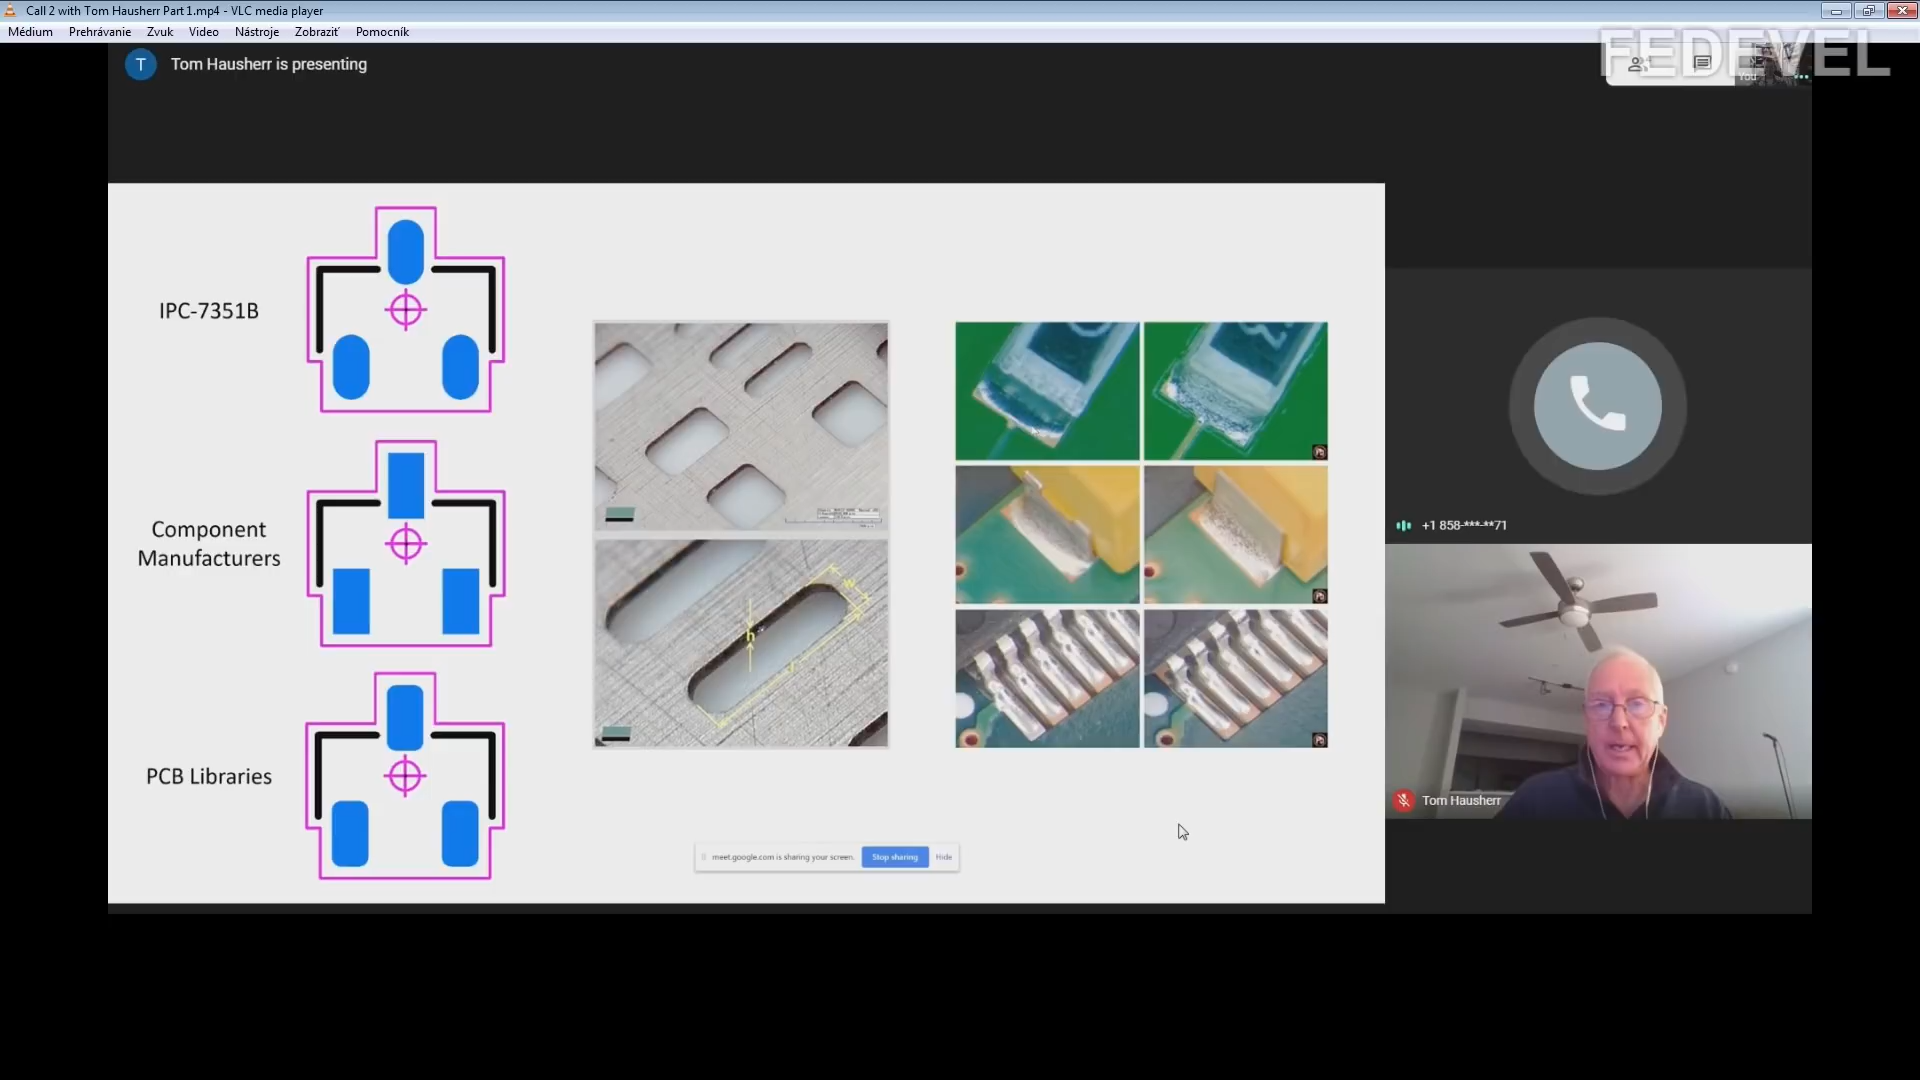 Call 2 with Tom Hausherr Part 1.mp4 - VLC media player
Médium Prehrávanie Zvuk Video Nástroje Zobraziť Pomocník
FEDEVEL
T Tom Hausherr is presenting
You
IPC-7351B
Component
Manufacturers
PCB Libraries
w
h
l
+1 858-***-**71
Tom Hausherr
meet.google.com is sharing your screen. Stop sharing Hide